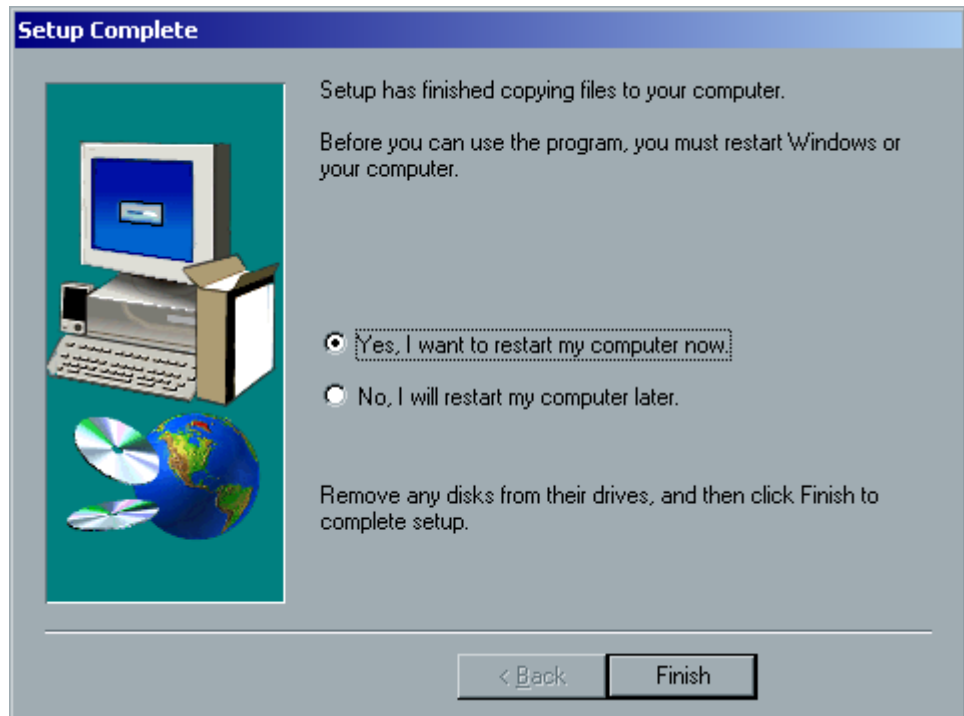 Setup Complete
Setup has finished copying files to your computer.
Before you can use the program, you must restart Windows or
your computer.
Yes, I want to restart my computer now.
No, I will restart my computer later.
Remove any disks from their drives, and then click Finish to
complete setup.
< Back
Finish